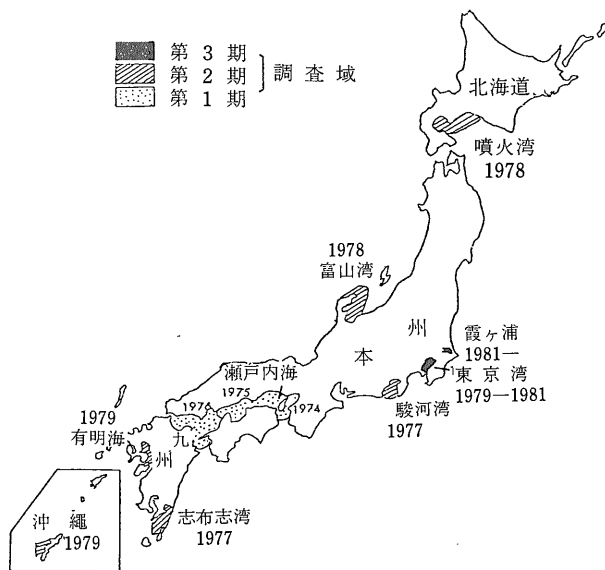 第3期
第2期
第1期
調査域
北海道
噴火湾
1978
1978
富山湾
本州
霞ヶ浦
1981—
東京湾
1979—1981
瀬戸内海
1976
1975
1974
駿河湾
1977
1979
有明海
九州
志布志湾
1977
沖縄
1979